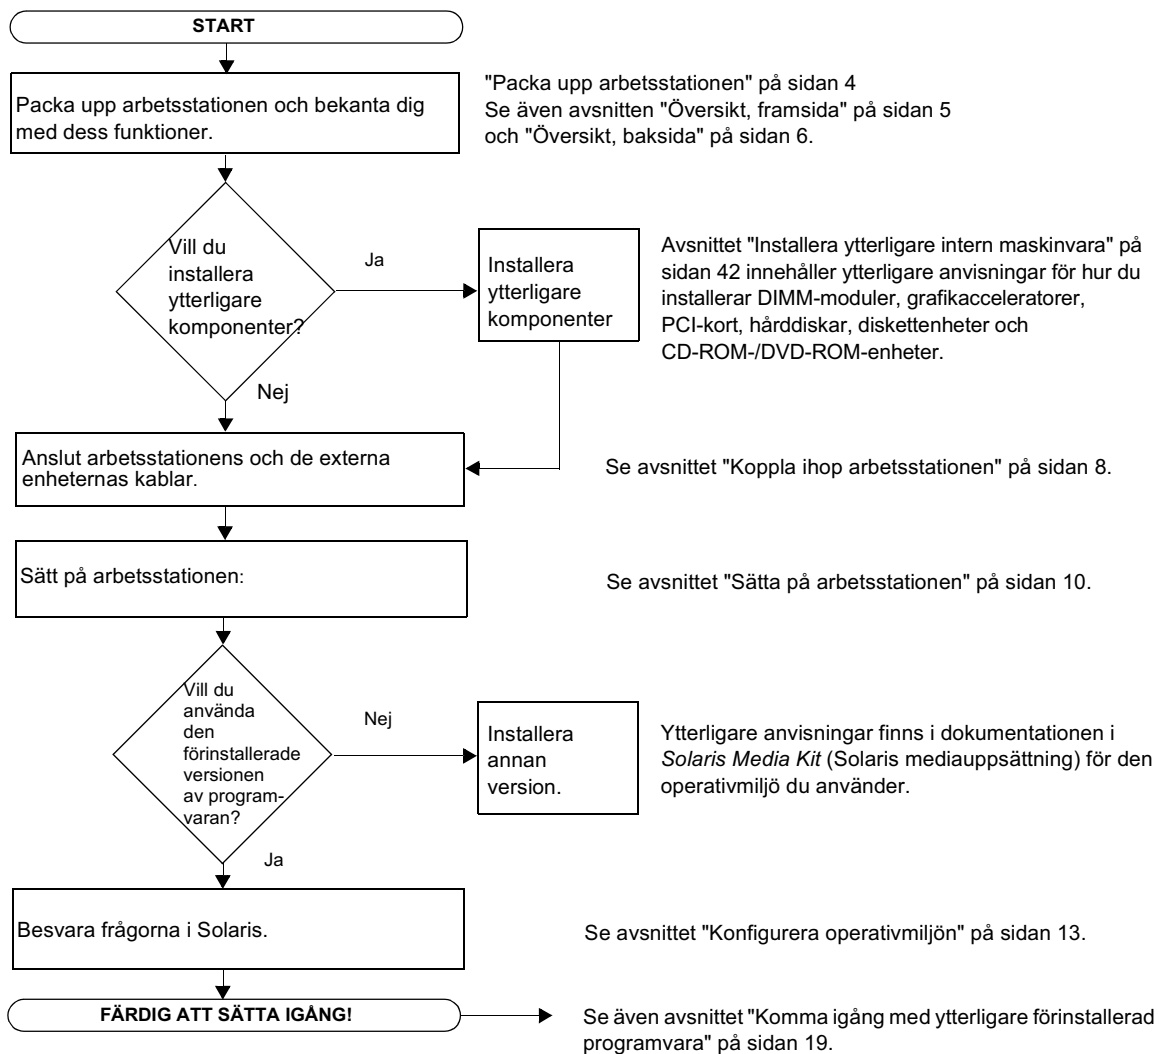 START
Packa upp arbetsstationen och bekanta dig
med dess funktioner.
"Packa upp arbetsstationen" på sidan 4
Se även avsnitten "Översikt, framsida" på sidan 5
och "Översikt, baksida" på sidan 6.
Vill du
installera
ytterligare
komponenter?
Ja
Installera
ytterligare
komponenter
Avsnittet "Installera ytterligare intern maskinvara" på
sidan 42 innehåller ytterligare anvisningar för hur du
installerar DIMM-moduler, grafikacceleratorer,
PCI-kort, hårddiskar, diskettenheter och
CD-ROM-/DVD-ROM-enheter.
Nej
Anslut arbetsstationens och de externa
enheternas kablar.
Se avsnittet "Koppla ihop arbetsstationen" på sidan 8.
Sätt på arbetsstationen:
Se avsnittet "Sätta på arbetsstationen" på sidan 10.
Vill du
använda
den
förinstallerade
versionen
av program-
varan?
Nej
Installera
annan
version.
Ytterligare anvisningar finns i dokumentationen i
Solaris Media Kit (Solaris mediauppsättning) för den
operativmiljö du använder.
Ja
Besvara frågorna i Solaris.
Se avsnittet "Konfigurera operativmiljön" på sidan 13.
FÄRDIG ATT SÄTTA IGÅNG!
Se även avsnittet "Komma igång med ytterligare förinstallerad
programvara" på sidan 19.